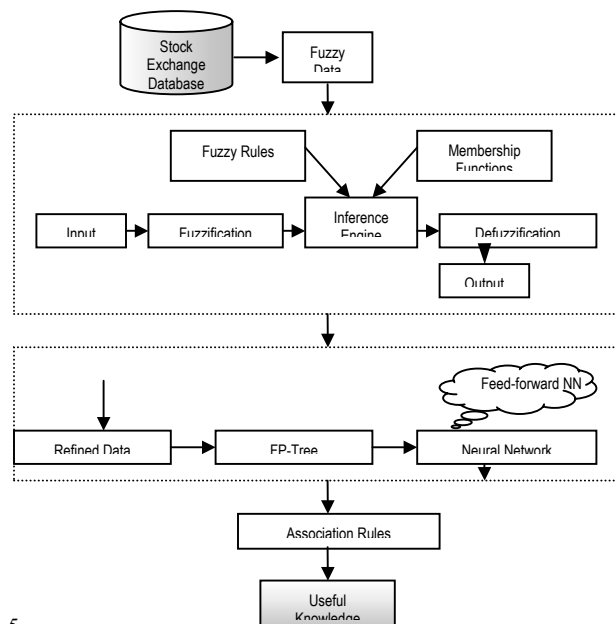 Stock
Exchange
Database
Fuzzy
Data
Fuzzy Rules
Membership
Functions
Input
Fuzzification
Inference
Engine
Defuzzification
Output
Feed-forward NN
Refined Data
FP-Tree
Neural Network
Association Rules
Useful
Knowledge
5